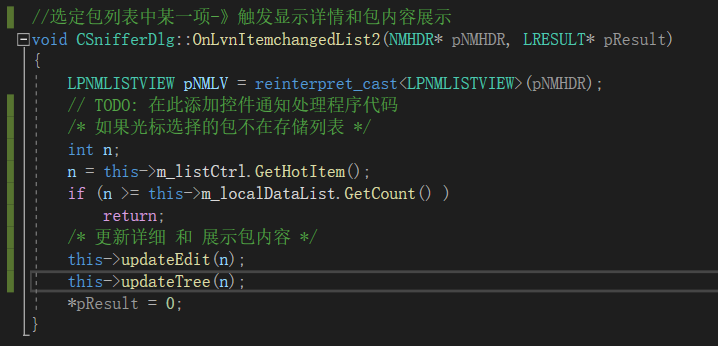 //选定包列表中某一项-》触发显示详情和包内容展示
void CSnifferDlg::OnLvnItemchangedList2(NMHDR* pNMHDR, LRESULT* pResult)
{
    LPNMLISTVIEW pNMLV = reinterpret_cast<LPNMLISTVIEW>(pNMHDR);
    // TODO: 在此添加控件通知处理程序代码
    /* 如果光标选择的包不在存储列表 */
    int n;
    n = this->m_listCtrl.GetHotItem();
    if (n >= this->m_localDataList.GetCount() )
        return;
    /* 更新详细 和 展示包内容 */
    this->updateEdit(n);
    this->updateTree(n);
    *pResult = 0;
}